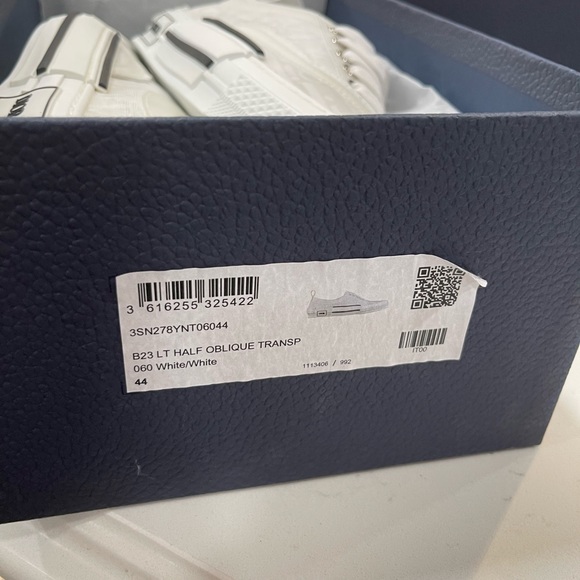 3 616255 325422
3SN278YNT06044
B23 LT HALF OBLIQUE TRANSP
060 White/White
44
1113406 / 992
IT00